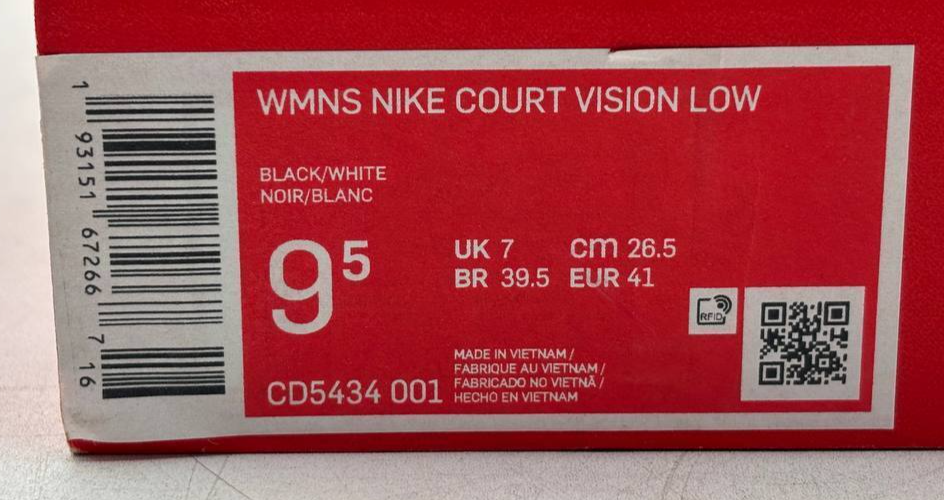 WMNS NIKE COURT VISION LOW
BLACK/WHITE
NOIR/BLANC
9⁵
UK 7 cm 26.5
BR 39.5 EUR 41
RFID
MADE IN VIETNAM /
FABRIQUE AU VIETNAM /
FABRICADO NO VIETNÃ /
HECHO EN VIETNAM
CD5434 001
1 93151 67266 7 16